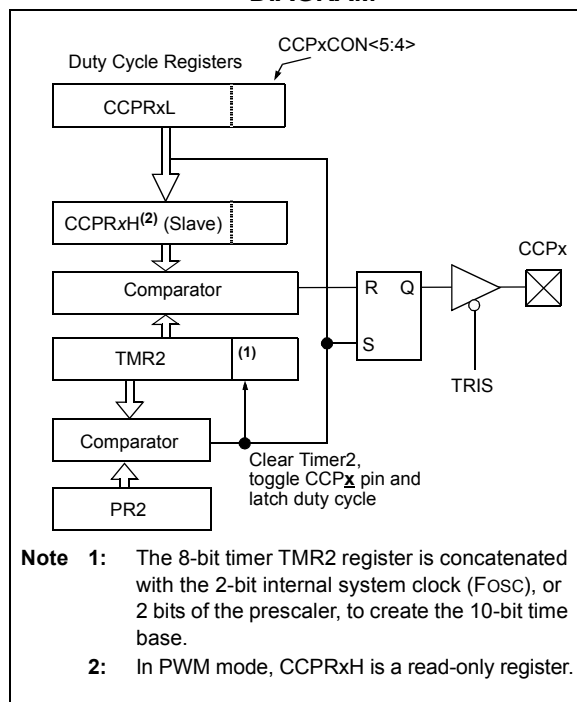 CCPxCON<5:4>
Duty Cycle Registers
CCPRxL
CCPRxH(2) (Slave)
CCPx
Comparator
R Q
S
TMR2
(1)
TRIS
Comparator
Clear Timer2,
toggle CCPx pin and
latch duty cycle
PR2
Note 1: The 8-bit timer TMR2 register is concatenated
with the 2-bit internal system clock (FOSC), or
2 bits of the prescaler, to create the 10-bit time
base.
2: In PWM mode, CCPRxH is a read-only register.